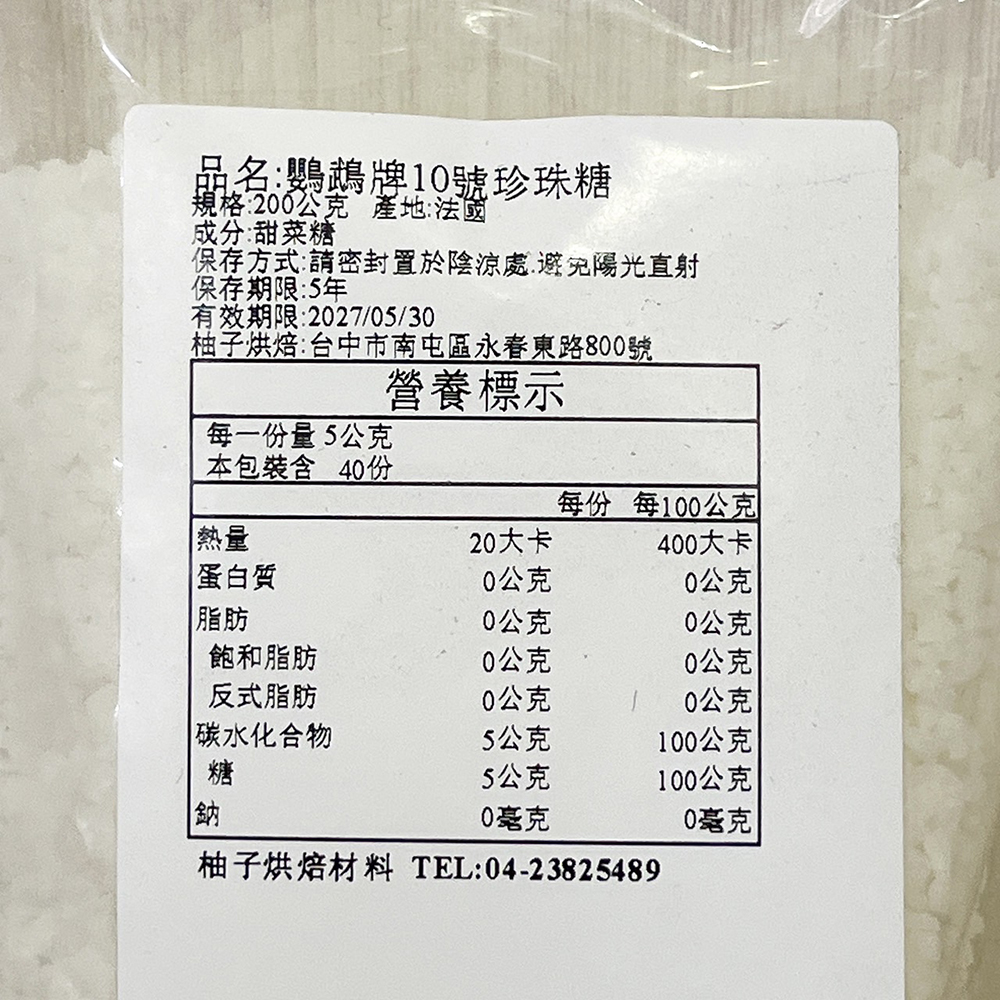 品名:鸚鵡牌10號珍珠糖
規格:200公克 產地:法國
成分:甜菜糖
保存方式:請密封置於陰涼處.避免陽光直射
保存期限:5年
有效期限:2027/05/30
柚子烘焙:台中市南屯區永春東路800號
營養標示
每一份量 5公克
本包裝含 40份
每份 每100公克
熱量 20大卡 400大卡
蛋白質 0公克 0公克
脂肪 0公克 0公克
飽和脂肪 0公克 0公克
反式脂肪 0公克 0公克
碳水化合物 5公克 100公克
糖 5公克 100公克
鈉 0毫克 0毫克
柚子烘焙材料 TEL:04-23825489